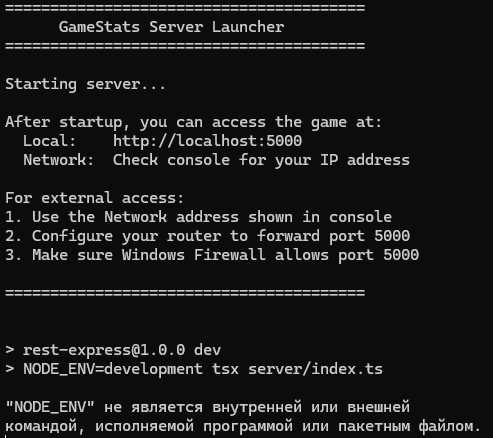 ========================================
GameStats Server Launcher
========================================
Starting server...
After startup, you can access the game at:
Local: http://localhost:5000
Network: Check console for your IP address
For external access:
1. Use the Network address shown in console
2. Configure your router to forward port 5000
3. Make sure Windows Firewall allows port 5000
========================================
> rest-express@1.0.0 dev
> NODE_ENV=development tsx server/index.ts
"NODE_ENV" не является внутренней или внешней
командой, исполняемой программой или пакетным файлом.